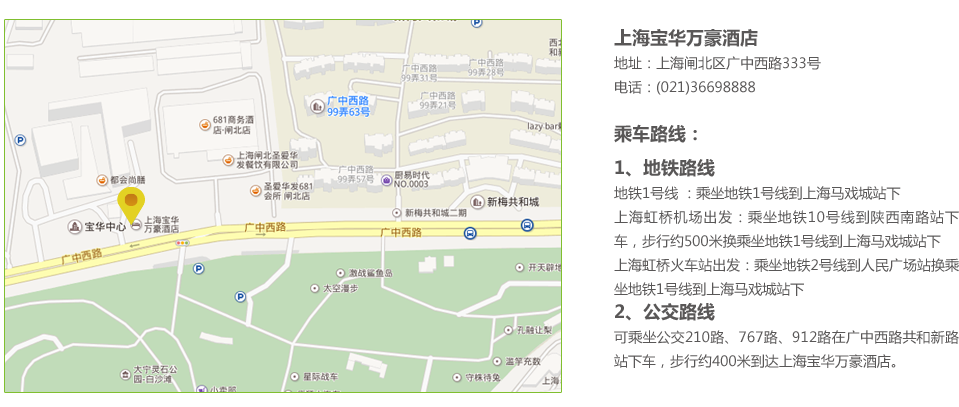 P
西北
和居
广中西路
99弄31号
广中西路
99弄28号
广中西路
99弄63号
广中西路
99弄21号
681商务酒
店-闸北店
lazy bar
P
上海闸北圣爱华
发餐饮有限公司
都会尚膳
圣爱华发681
会所 闸北店
广中西路
99弄57号
厨易时代
NO.0003
新梅共和城
新梅共和城二期
宝华中心
上海宝华
万豪酒店
广中西路
广中西路
广中西路
P
激战鲨鱼岛
开天辟地
太空漫步
P
孔融让梨
滥竽充数
大宁灵石公
园-白沙滩
星际战车
守株待兔
上海
小卖部
上海宝华万豪酒店
地址：上海闸北区广中西路333号
电话：(021)36698888
乘车路线：
1、地铁路线
地铁1号线 ：乘坐地铁1号线到上海马戏城站下
上海虹桥机场出发：乘坐地铁10号线到陕西南路站下
车，步行约500米换乘坐地铁1号线到上海马戏城站下
上海虹桥火车站出发：乘坐地铁2号线到人民广场站换乘
坐地铁1号线到上海马戏城站下
2、公交路线
可乘坐公交210路、767路、912路在广中西路共和新路
站下车，步行约400米到达上海宝华万豪酒店。